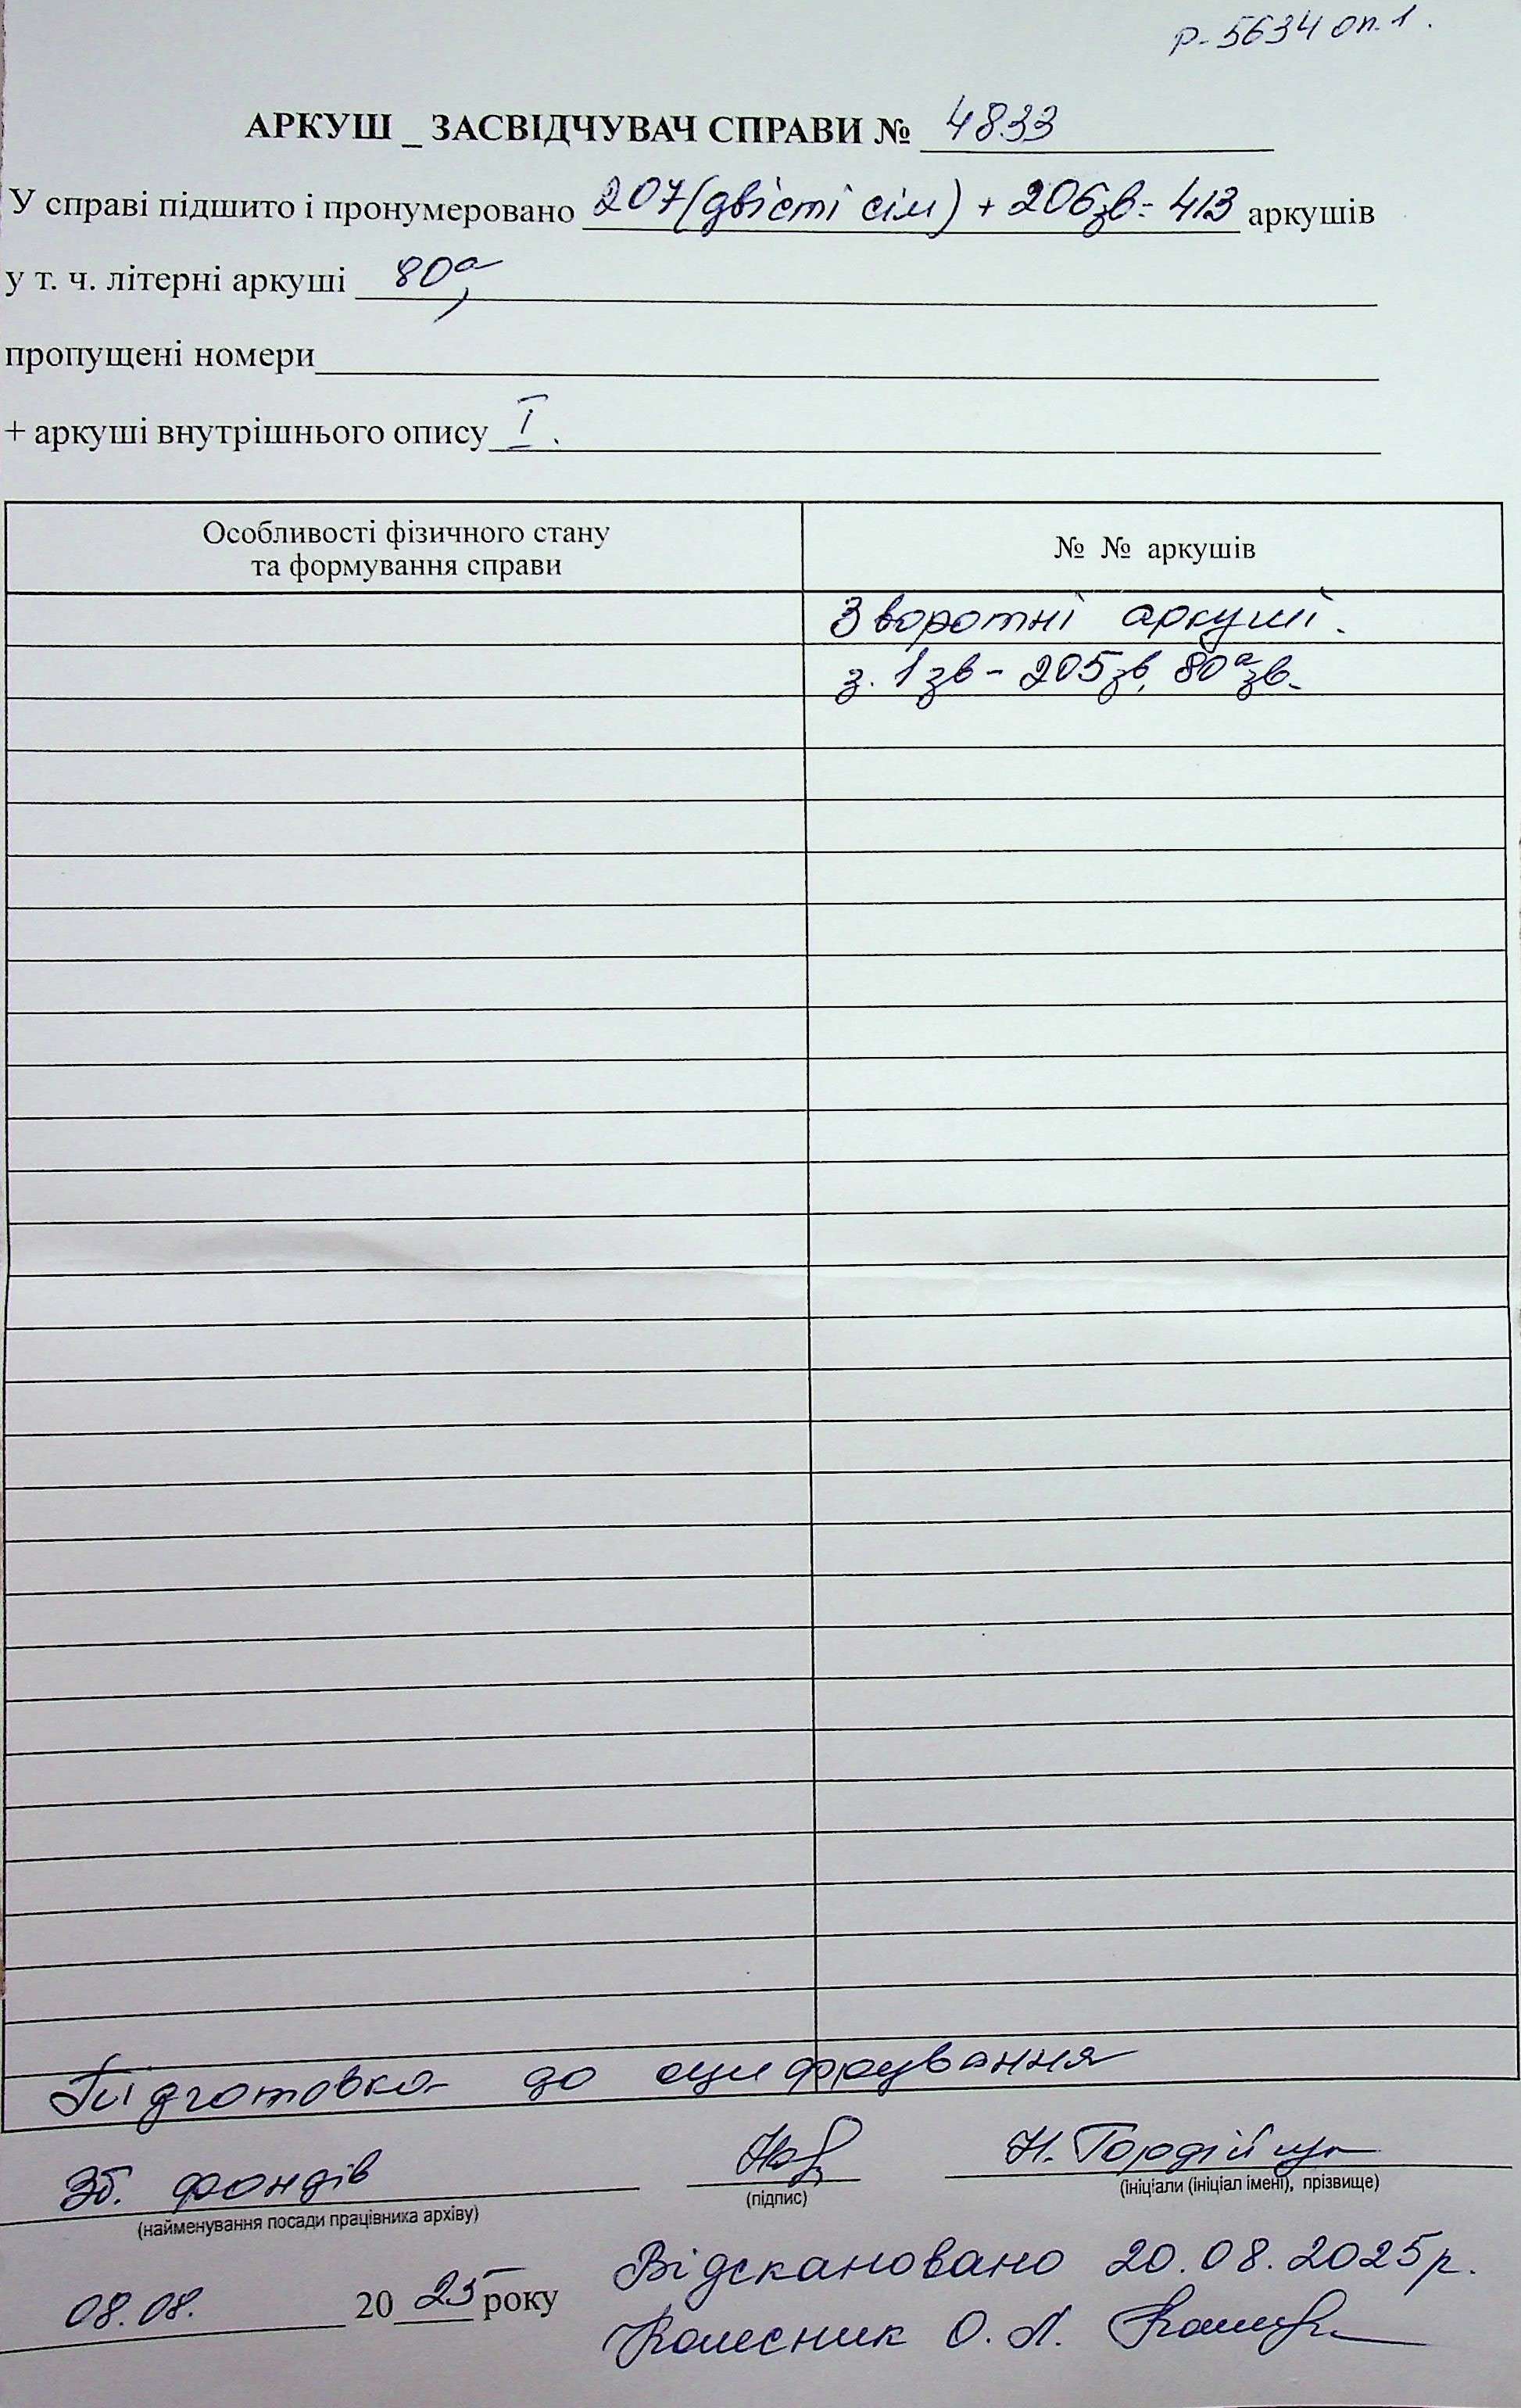 Р-5634 оп.1.
АРКУШ _ ЗАСВІДЧУВАЧ СПРАВИ № 4833
У справі підшито і пронумеровано 207(двісті сім) + 206зв= 413 аркушів
у т. ч. літерні аркуші 80а,
пропущені номери
+ аркуші внутрішнього опису I.
Особливості фізичного стану
та формування справи
№ № аркушів
Зворотні аркуші.
з. 1зв - 205зв, 80азв.
Підготовка до оцифрування
Зб. фондів
Н. Гордійчук
(найменування посади працівника архіву)
(підпис)
(ініціали (ініціал імені), прізвище)
08.08. 2025 року
Відскановано 20.08.2025р.
Колесник О. Л.